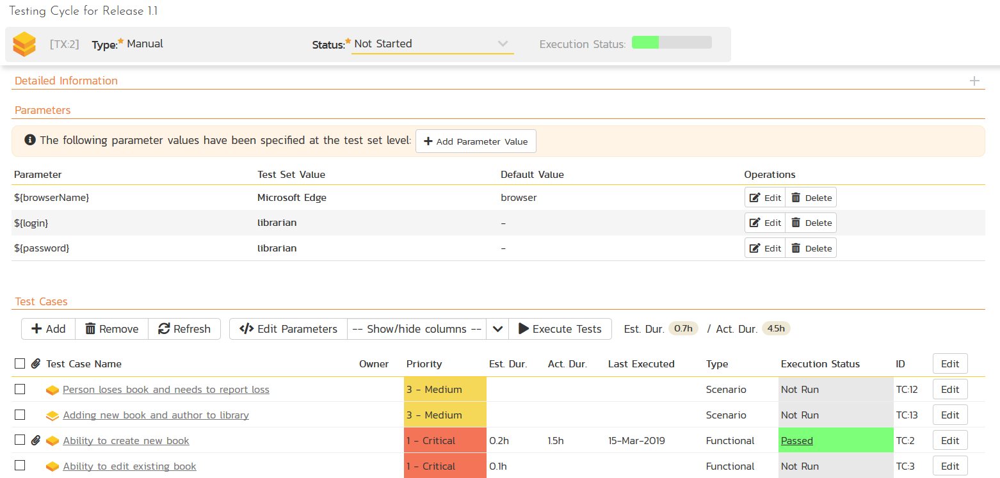 Testing Cycle for Release 1.1
[TX:2] Type: Manual Status: Not Started Execution Status:
Detailed Information
Parameters
The following parameter values have been specified at the test set level: Add Parameter Value
Parameter Test Set Value Default Value Operations
${browserName} Microsoft Edge browser Edit Delete
${login} librarian - Edit Delete
${password} librarian - Edit Delete
Test Cases
Add Remove Refresh Edit Parameters -- Show/hide columns -- Execute Tests Est. Dur. 0.7h / Act. Dur. 4.5h
Test Case Name Owner Priority Est. Dur. Act. Dur. Last Executed Type Execution Status ID Edit
Person loses book and needs to report loss 3 - Medium Scenario Not Run TC:12 Edit
Adding new book and author to library 3 - Medium Scenario Not Run TC:13 Edit
Ability to create new book 1 - Critical 0.2h 1.5h 15-Mar-2019 Functional Passed TC:2 Edit
Ability to edit existing book 1 - Critical 0.1h Functional Not Run TC:3 Edit